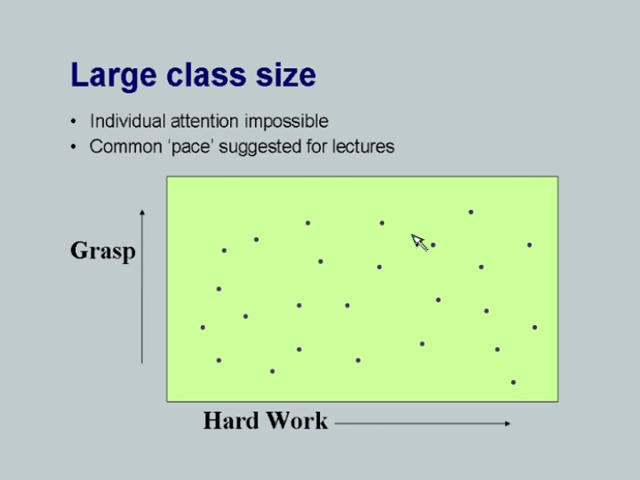 Large class size
• Individual attention impossible
• Common 'pace' suggested for lectures
Grasp
Hard Work